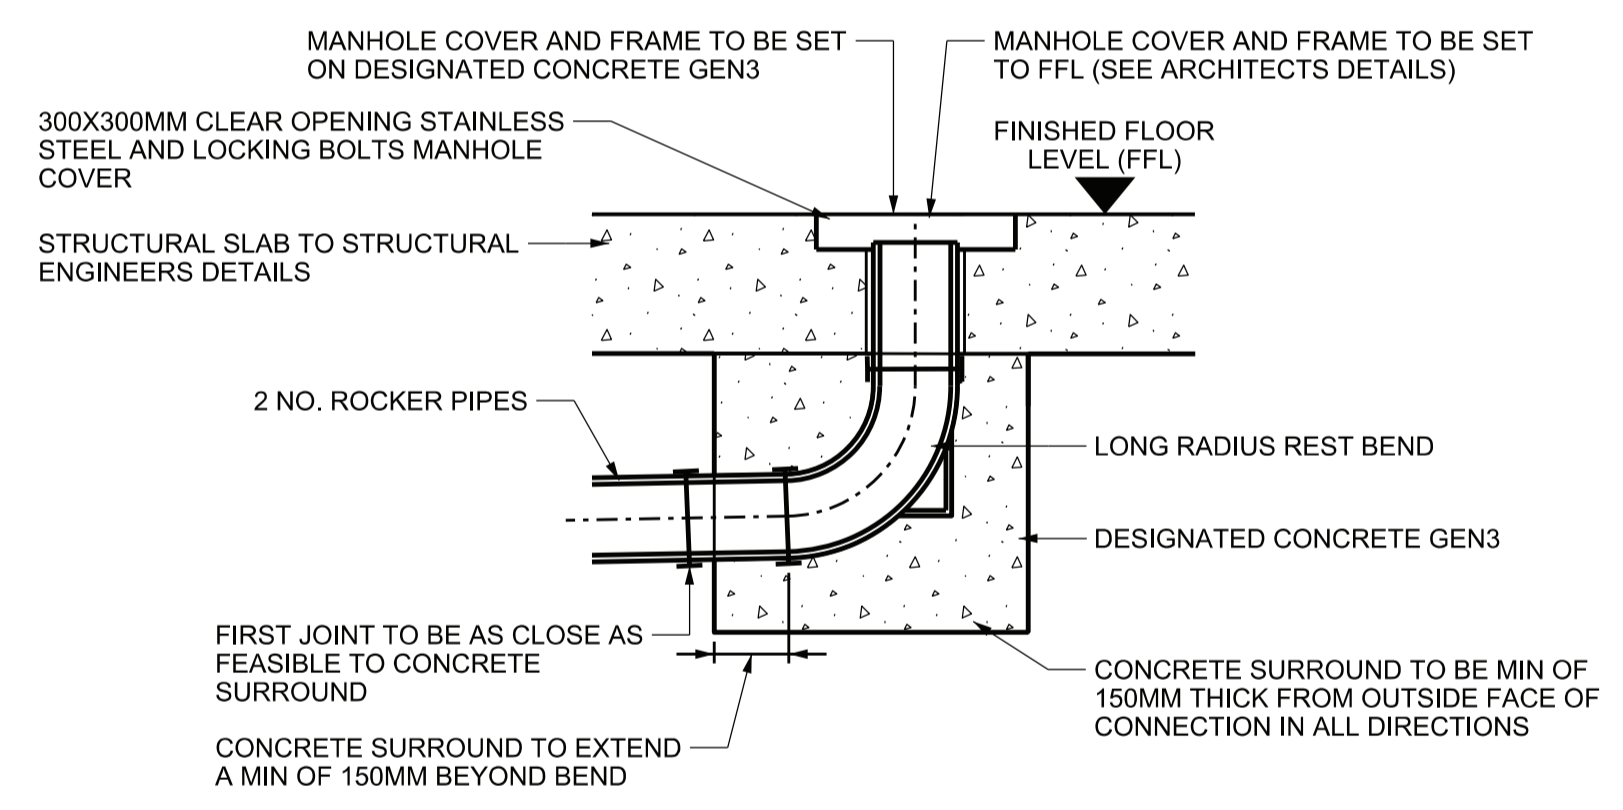 MANHOLE COVER AND FRAME TO BE SET
ON DESIGNATED CONCRETE GEN3
MANHOLE COVER AND FRAME TO BE SET
TO FFL (SEE ARCHITECTS DETAILS)
300X300MM CLEAR OPENING STAINLESS
STEEL AND LOCKING BOLTS MANHOLE
COVER
FINISHED FLOOR
LEVEL (FFL)
STRUCTURAL SLAB TO STRUCTURAL
ENGINEERS DETAILS
2 NO. ROCKER PIPES
LONG RADIUS REST BEND
DESIGNATED CONCRETE GEN3
FIRST JOINT TO BE AS CLOSE AS
FEASIBLE TO CONCRETE
SURROUND
CONCRETE SURROUND TO BE MIN OF
150MM THICK FROM OUTSIDE FACE OF
CONNECTION IN ALL DIRECTIONS
CONCRETE SURROUND TO EXTEND
A MIN OF 150MM BEYOND BEND